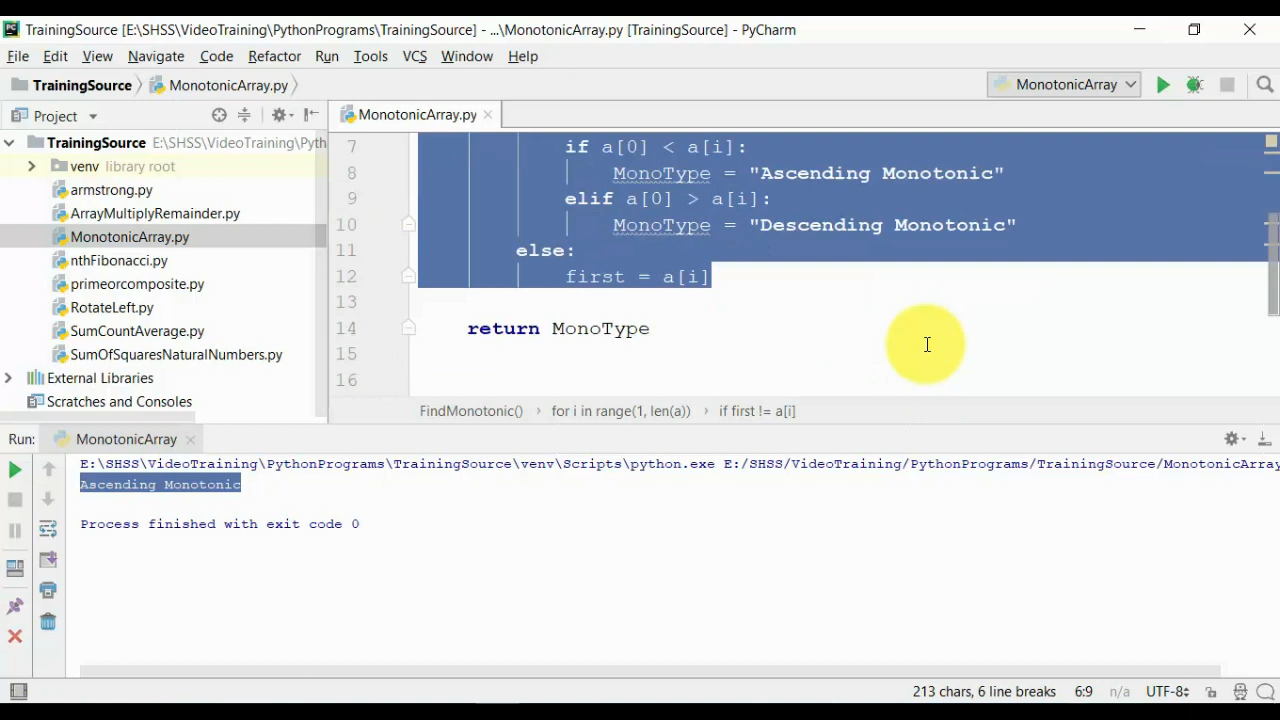 TrainingSource [E:\SHSS\VideoTraining\PythonPrograms\TrainingSource] - ...\MonotonicArray.py [TrainingSource] - PyCharm
File Edit View Navigate Code Refactor Run Tools VCS Window Help
TrainingSource MonotonicArray.py MonotonicArray
Project MonotonicArray.py
TrainingSource E:\SHSS\VideoTraining\Pyth
venv library root
armstrong.py
ArrayMultiplyRemainder.py
MonotonicArray.py
nthFibonacci.py
primeorcomposite.py
RotateLeft.py
SumCountAverage.py
SumOfSquaresNaturalNumbers.py
External Libraries
Scratches and Consoles
7 if a[0] < a[i]:
8 MonoType = "Ascending Monotonic"
9 elif a[0] > a[i]:
10 MonoType = "Descending Monotonic"
11 else:
12 first = a[i]
13
14 return MonoType
15
16
FindMonotonic() › for i in range(1, len(a)) › if first != a[i]
Run: MonotonicArray
E:\SHSS\VideoTraining\PythonPrograms\TrainingSource\venv\Scripts\python.exe E:/SHSS/VideoTraining/PythonPrograms/TrainingSource/MonotonicArray
Ascending Monotonic
Process finished with exit code 0
213 chars, 6 line breaks 6:9 n/a UTF-8